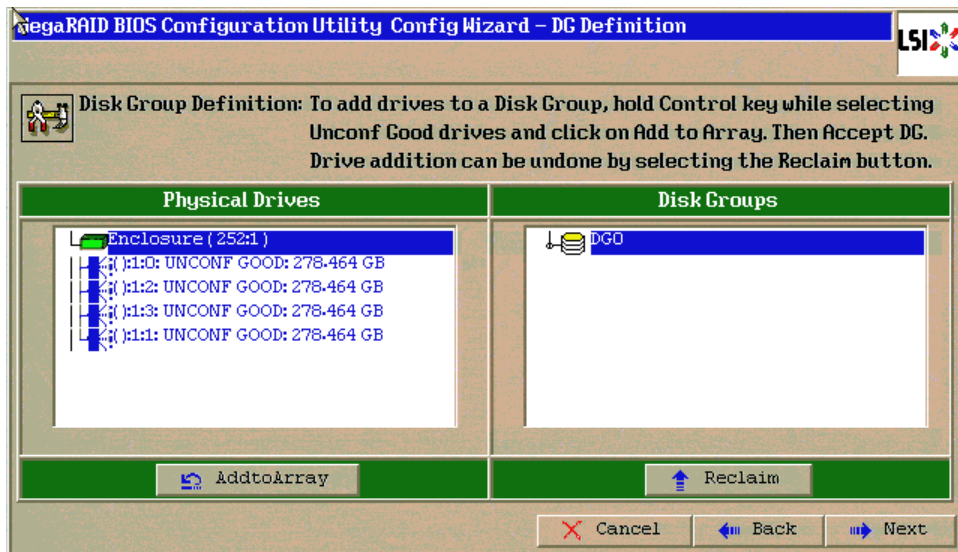 MegaRAID BIOS Configuration Utility Config Wizard – DG Definition
LSI
Disk Group Definition: To add drives to a Disk Group, hold Control key while selecting
Unconf Good drives and click on Add to Array. Then Accept DG.
Drive addition can be undone by selecting the Reclaim button.
Physical Drives
Disk Groups
Enclosure ( 252:1 )
( ):1:0: UNCONF GOOD: 278.464 GB
( ):1:2: UNCONF GOOD: 278.464 GB
( ):1:3: UNCONF GOOD: 278.464 GB
( ):1:1: UNCONF GOOD: 278.464 GB
DG0
AddtoArray
Reclaim
Cancel
Back
Next